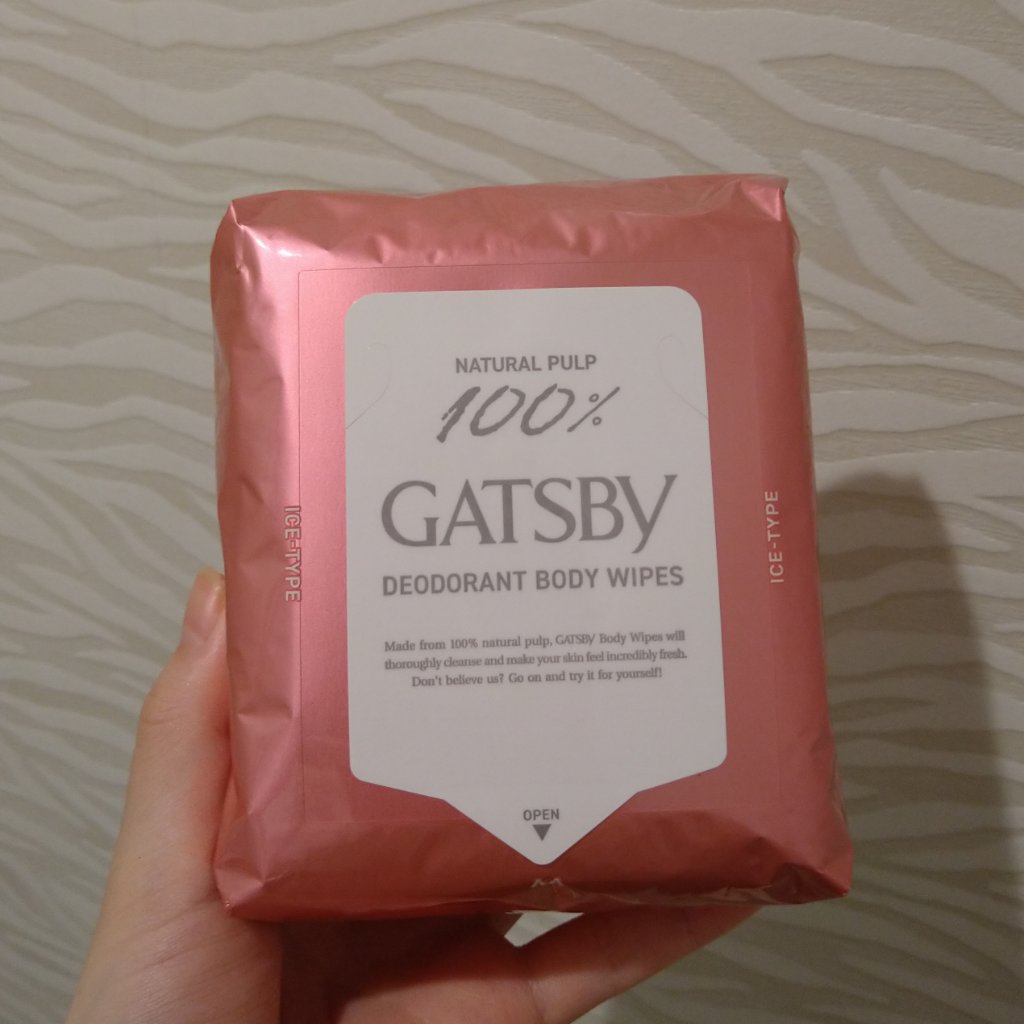 NATURAL PULP
100%
GATSBY
DEODORANT BODY WIPES
Made from 100% natural pulp, GATSBY Body Wipes will
thoroughly cleanse and make your skin feel incredibly fresh.
Don't believe us? Go on and try it for yourself!
OPEN
ICE-TYPE
ICE-TYPE